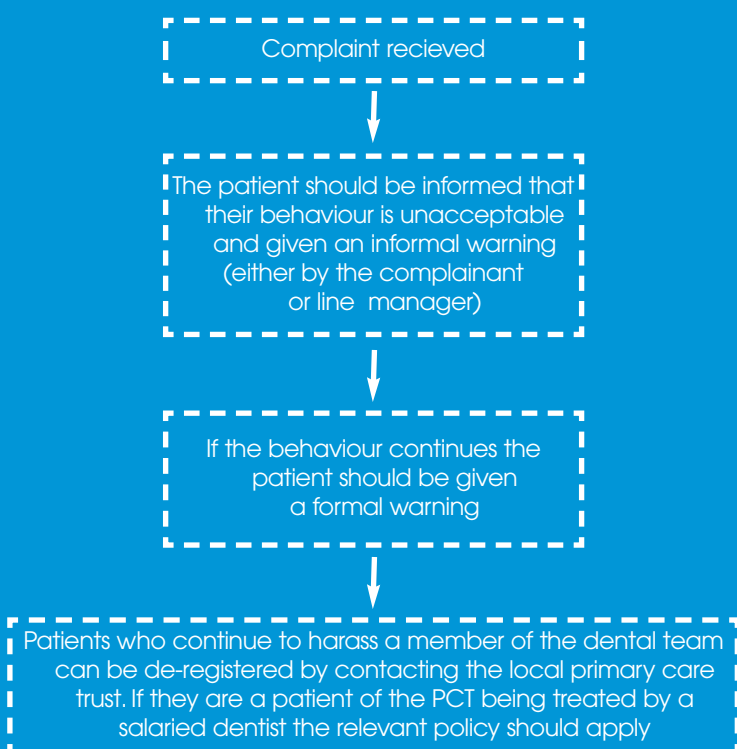 Complaint recieved
The patient should be informed that
their behaviour is unacceptable
and given an informal warning
(either by the complainant
or line manager)
If the behaviour continues the
patient should be given
a formal warning
Patients who continue to harass a member of the dental team
can be de-registered by contacting the local primary care
trust. If they are a patient of the PCT being treated by a
salaried dentist the relevant policy should apply